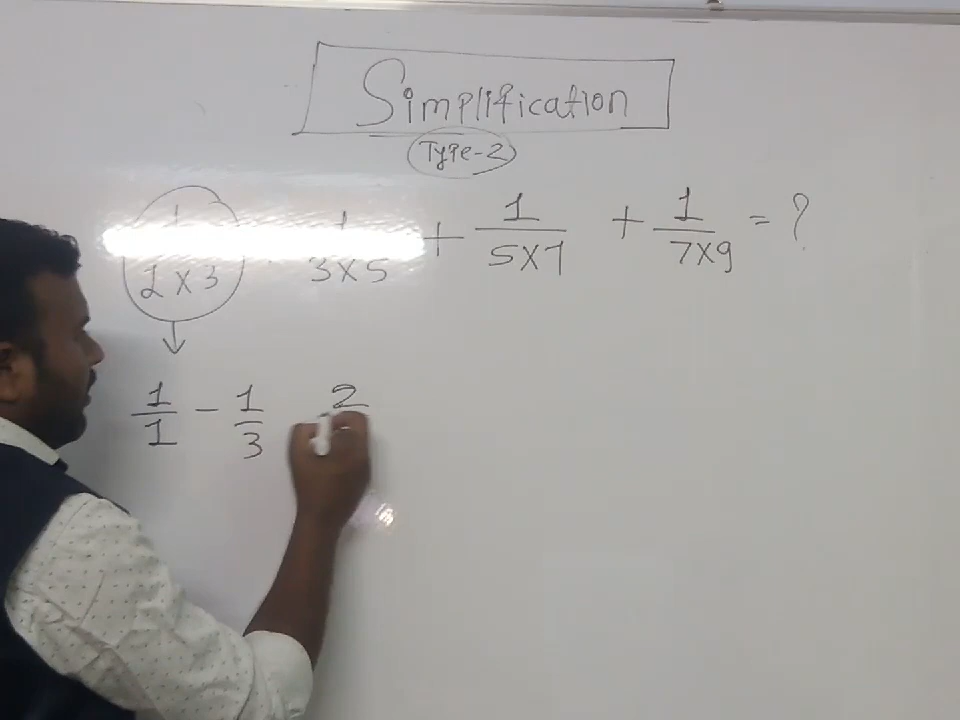 Simplification
Type-2
1/1×3 1/3×5 + 1/5×7 + 1/7×9 = ?
1/1 - 1/3 2